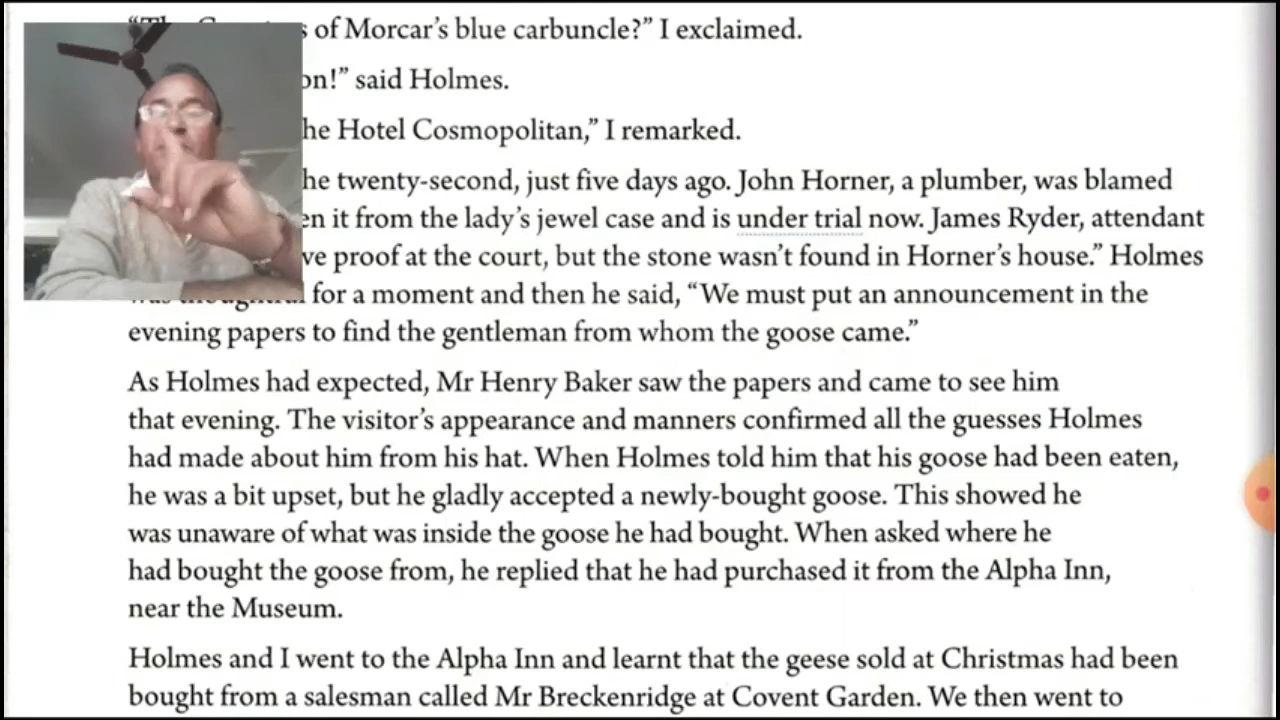 of Morcar's blue carbuncle?" I exclaimed.
said Holmes.
Hotel Cosmopolitan," I remarked.
twenty-second, just five days ago. John Horner, a plumber, was blamed
it from the lady's jewel case and is under trial now. James Ryder, attendant
proof at the court, but the stone wasn't found in Horner's house." Holmes
for a moment and then he said, "We must put an announcement in the
evening papers to find the gentleman from whom the goose came."
As Holmes had expected, Mr Henry Baker saw the papers and came to see him
that evening. The visitor's appearance and manners confirmed all the guesses Holmes
had made about him from his hat. When Holmes told him that his goose had been eaten,
he was a bit upset, but he gladly accepted a newly-bought goose. This showed he
was unaware of what was inside the goose he had bought. When asked where he
had bought the goose from, he replied that he had purchased it from the Alpha Inn,
near the Museum.
Holmes and I went to the Alpha Inn and learnt that the geese sold at Christmas had been
bought from a salesman called Mr Breckenridge at Covent Garden. We then went to